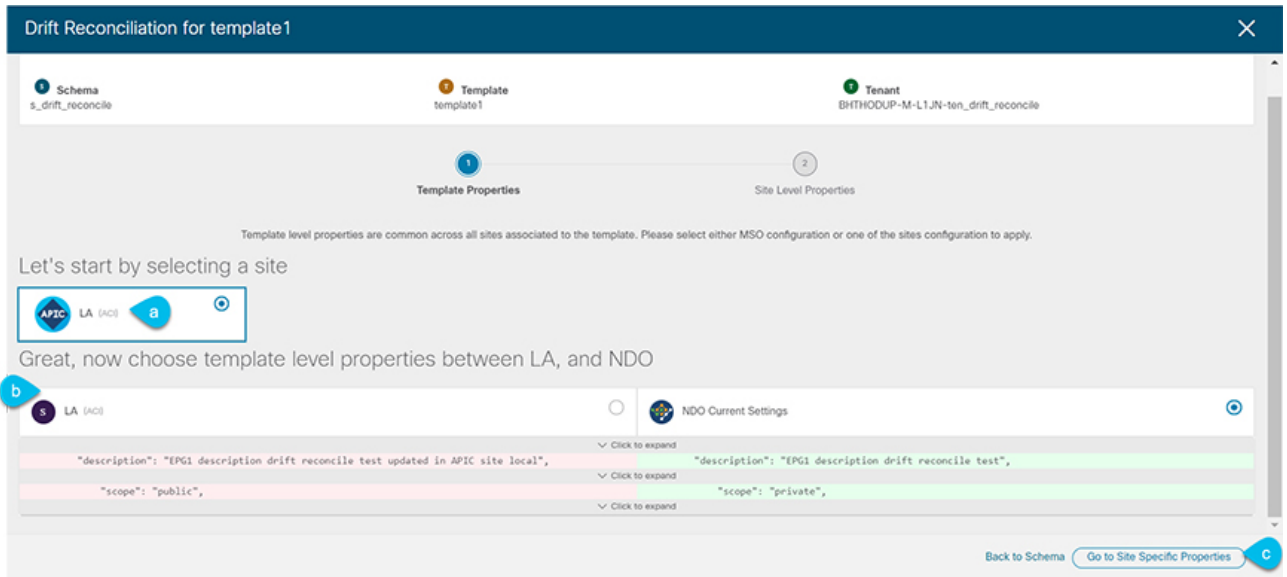 Drift Reconciliation for template1
S Schema
s_drift_reconcile
T Template
template1
T Tenant
BHTHODUP-M-L1JN-ten_drift_reconcile
1
2
Template Properties
Site Level Properties
Template level properties are common across all sites associated to the template. Please select either MSO configuration or one of the sites configuration to apply.
Let's start by selecting a site
APIC LA (ACI) a
Great, now choose template level properties between LA, and NDO
b
S LA (ACI)
NDO Current Settings
Click to expand
"description": "EPG1 description drift reconcile test updated in APIC site local",
"description": "EPG1 description drift reconcile test",
Click to expand
"scope": "public",
"scope": "private",
Click to expand
Back to Schema
Go to Site Specific Properties
c